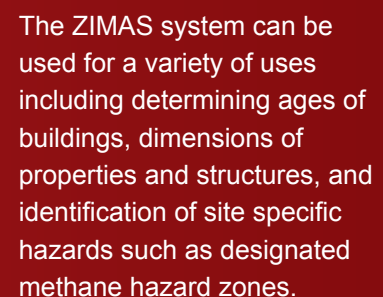 The ZIMAS system can be
used for a variety of uses
including determining ages of
buildings, dimensions of
properties and structures, and
identification of site specific
hazards such as designated
methane hazard zones.